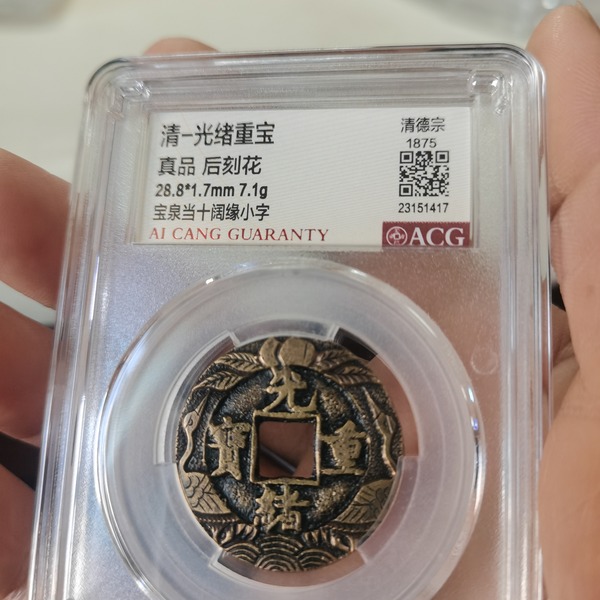 清一光绪重宝
真品 后刻花
28.8*1.7mm 7.1g
宝泉当十阔缘小字
AI CANG GUARANTY
清德宗
1875
23151417
ACG
光
寶 重
緒